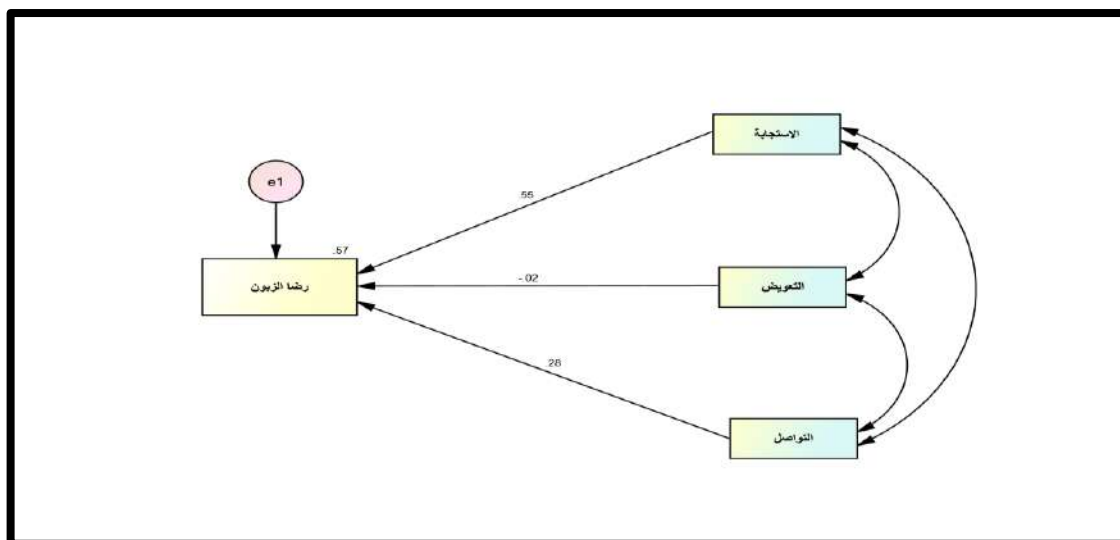 الاستجابة
e1
.55
.57
رضا الزبون
-.02
التعويض
.28
التواصل